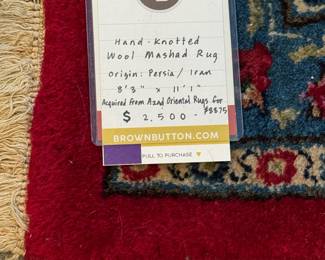 Hand-Knotted
Wool Mashad Rug
Origin: Persia/Iran
8'3" x 11'1"
Acquired from Azad Oriental Rugs for
$ 2,500- $8875
BROWNBUTTON.COM
PULL TO PURCHASE